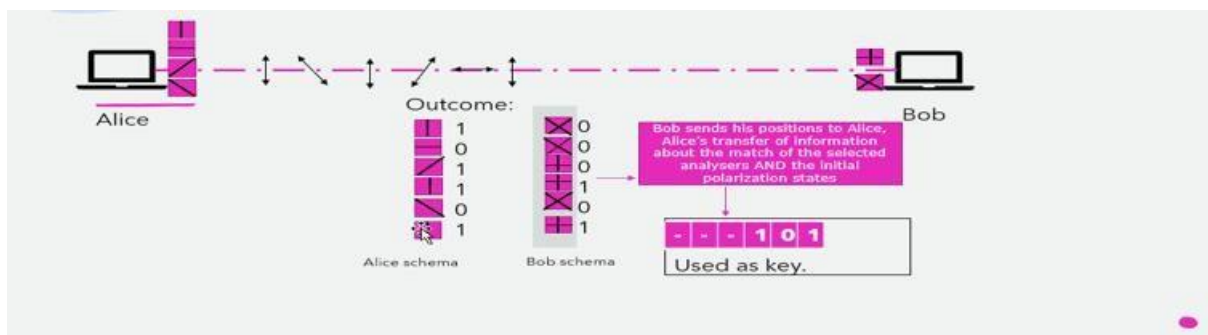 Alice
Bob
Outcome:
1
0
1
1
0
1
Alice schema
0
0
0
1
0
1
Bob schema
Bob sends his positions to Alice,
Alice's transfer of information
about the match of the selected
analysers AND the initial
polarization states
- - - 1 0 1
Used as key.